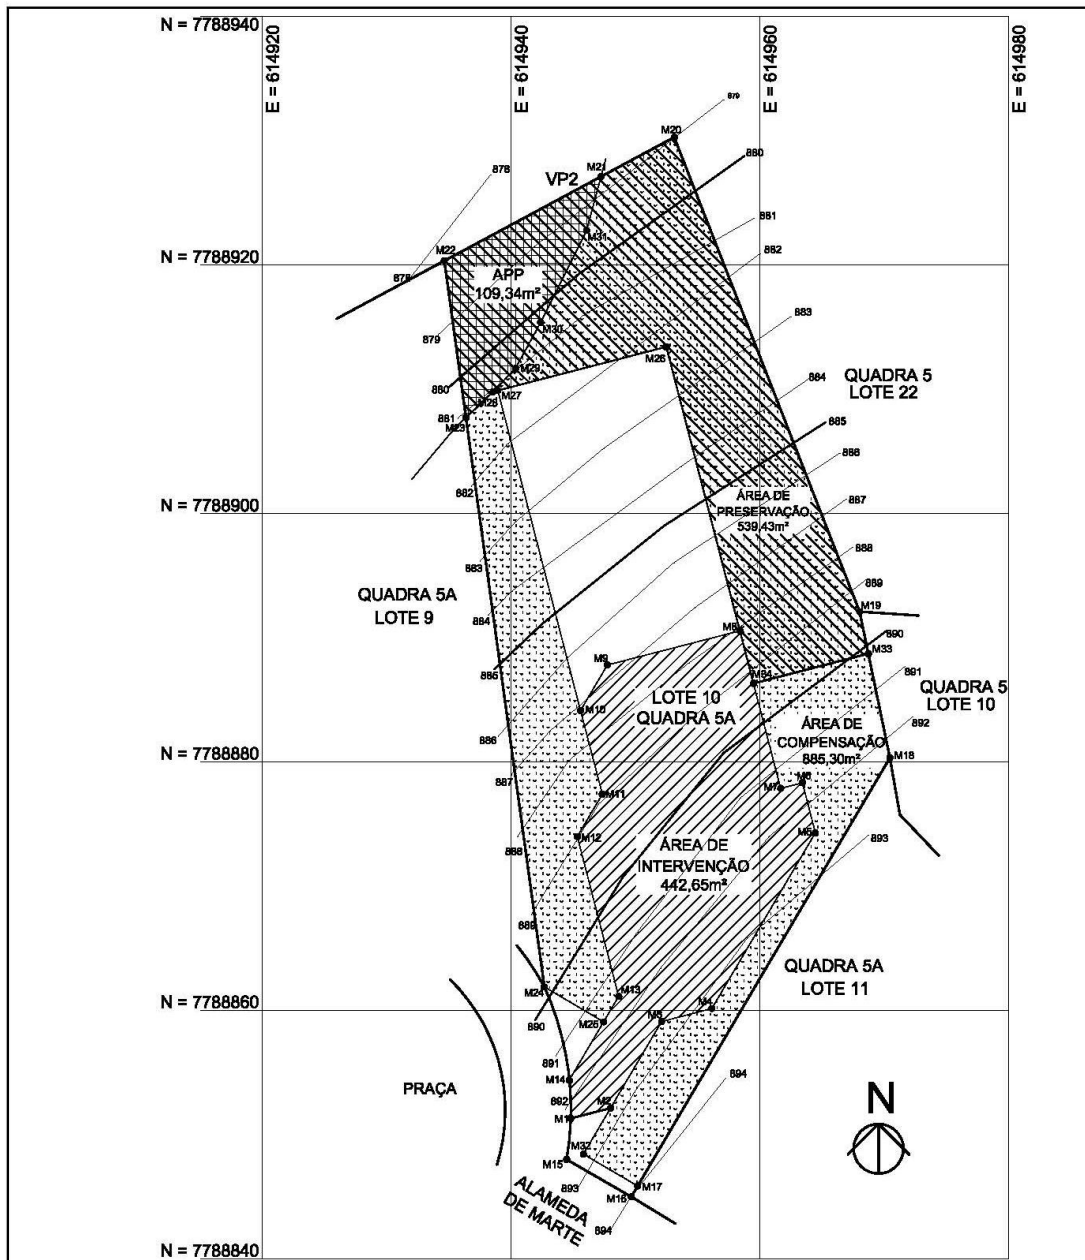 N = 7788940
E = 614920
E = 614940
E = 614960
E = 614980
879
M20
880
M21
878
VP2
881
M31
M22
882
N = 7788920
APP
109,34m²
879
883
M30
M26
884
QUADRA 5
LOTE 22
M29
880
M27
M28
881
M23
885
886
882
ÁREA DE
PRESERVAÇÃO
539,43m²
887
N = 7788900
888
883
889
QUADRA 5A
LOTE 9
M19
884
890
M8
M33
M9
885
891
M34
QUADRA 5
LOTE 10
LOTE 10
QUADRA 5A
M10
892
ÁREA DE
COMPENSAÇÃO
885,30m²
886
N = 7788880
M18
M6
M7
887
M11
M5
893
M12
888
ÁREA DE
INTERVENÇÃO
442,65m²
889
QUADRA 5A
LOTE 11
M24
M13
N = 7788860
M4
M3
M25
890
891
894
M14
PRAÇA
892
M2
M1
N
M32
M15
893
M17
M16
ALAMEDA
DE MARTE
894
N = 7788840